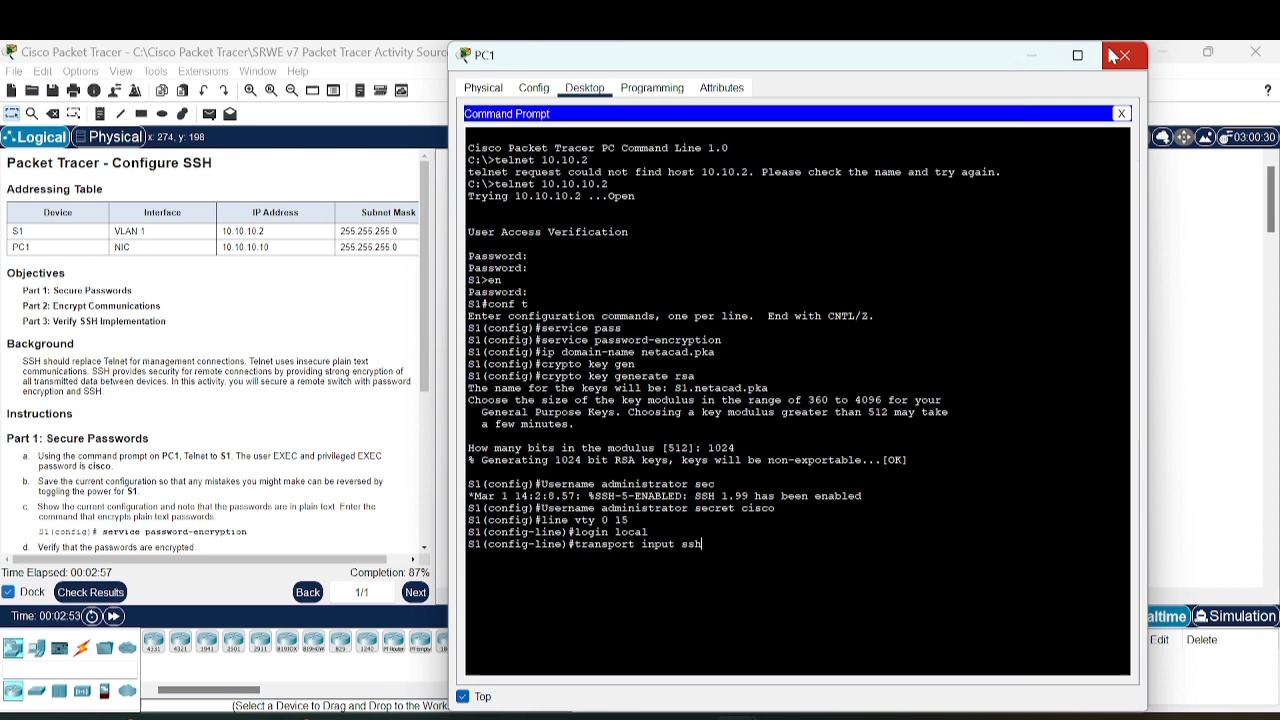 Cisco Packet Tracer - C:\Cisco Packet Tracer\SRWE v7 Packet Tracer Activity Sourc
File Edit Options View Tools Extensions Window Help
Logical Physical x: 274, y: 198
Packet Tracer - Configure SSH
Addressing Table
Device Interface IP Address Subnet Mask
S1 VLAN 1 10.10.10.2 255.255.255.0
PC1 NIC 10.10.10.10 255.255.255.0
Objectives
Part 1: Secure Passwords
Part 2: Encrypt Communications
Part 3: Verify SSH Implementation
Background
SSH should replace Telnet for management connections. Telnet uses insecure plain text
communications. SSH provides security for remote connections by providing strong encryption of
all transmitted data between devices. In this activity, you will secure a remote switch with password
encryption and SSH.
Instructions
Part 1: Secure Passwords
a. Using the command prompt on PC1, Telnet to S1. The user EXEC and privileged EXEC
password is cisco.
b. Save the current configuration so that any mistakes you might make can be reversed by
toggling the power for S1.
c. Show the current configuration and note that the passwords are in plain text. Enter the
command that encrypts plain text passwords:
S1(config)# service password-encryption
d. Verify that the passwords are encrypted.
Time Elapsed: 00:02:57 Completion: 87%
Dock Check Results Back 1/1 Next
Time: 00:02:53
4331 4321 1941 2901 2911 819IOX 819HGW 829 1240 PT Router PT Empty
(Select a Device to Drag and Drop to the Work
PC1
Physical Config Desktop Programming Attributes
Command Prompt X
Cisco Packet Tracer PC Command Line 1.0
C:\>telnet 10.10.2
telnet request could not find host 10.10.2. Please check the name and try again.
C:\>telnet 10.10.10.2
Trying 10.10.10.2 ...Open
User Access Verification
Password:
Password:
S1>en
Password:
S1#conf t
Enter configuration commands, one per line. End with CNTL/Z.
S1(config)#service pass
S1(config)#service password-encryption
S1(config)#ip domain-name netacad.pka
S1(config)#crypto key gen
S1(config)#crypto key generate rsa
The name for the keys will be: S1.netacad.pka
Choose the size of the key modulus in the range of 360 to 4096 for your
General Purpose Keys. Choosing a key modulus greater than 512 may take
a few minutes.
How many bits in the modulus [512]: 1024
% Generating 1024 bit RSA keys, keys will be non-exportable...[OK]
S1(config)#Username administrator sec
*Mar 1 14:2:8.57: %SSH-5-ENABLED: SSH 1.99 has been enabled
S1(config)#Username administrator secret cisco
S1(config)#line vty 0 15
S1(config-line)#login local
S1(config-line)#transport input ssh
Top
?
03:00:30
altime Simulation
Edit Delete